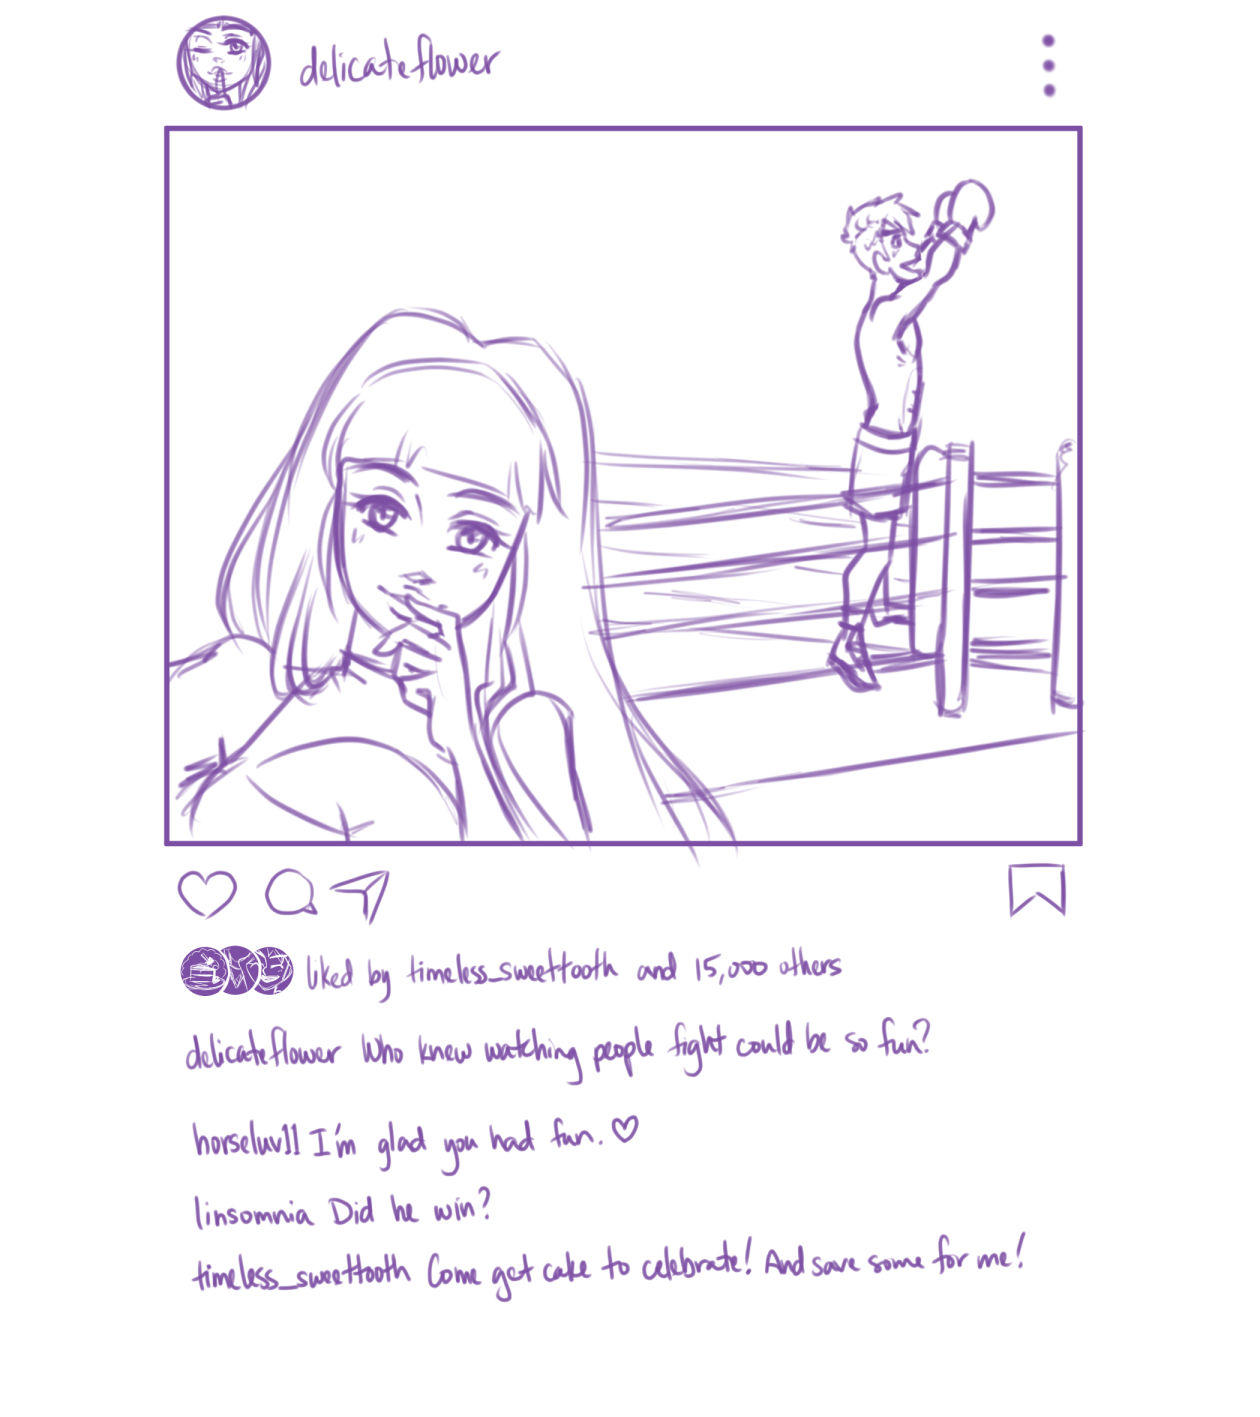 delicateflower
liked by timeless_sweettooth and 15,000 others
delicateflower Who knew watching people fight could be so fun?
horseluv11 I'm glad you had fun. ♡
linsomnia Did he win?
timeless_sweettooth Come get cake to celebrate! And save some for me!